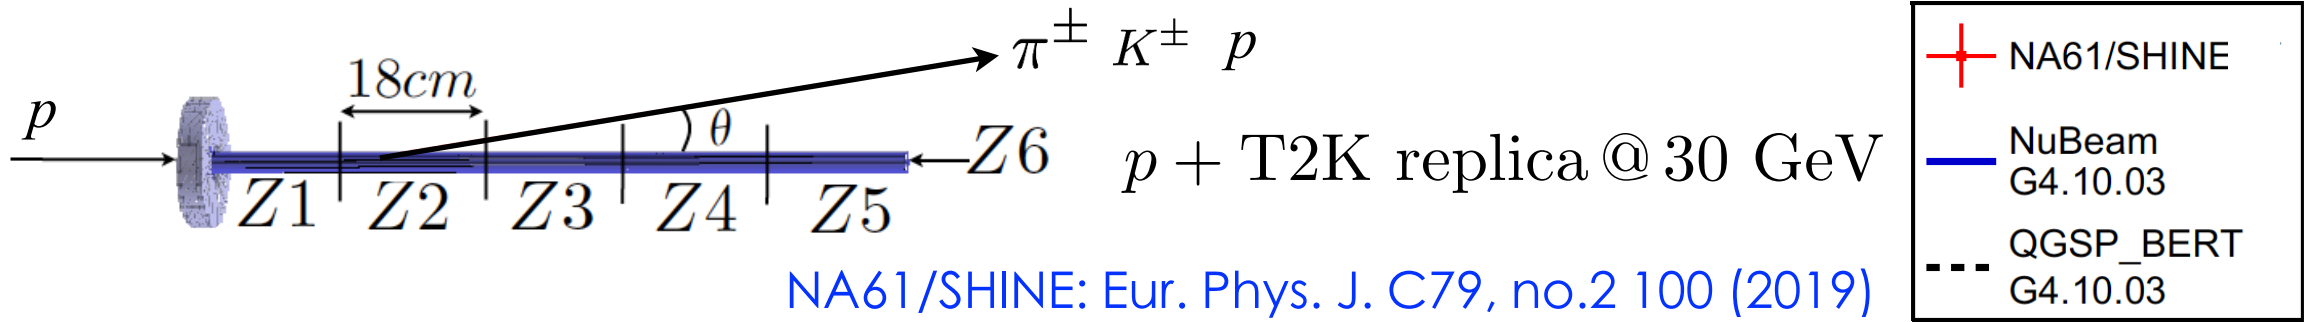 p
18cm
θ
π± K± p
Z1 Z2 Z3 Z4 Z5
Z6
p + T2K replica @ 30 GeV
NA61/SHINE: Eur. Phys. J. C79, no.2 100 (2019)
NA61/SHINE
NuBeam
G4.10.03
QGSP_BERT
G4.10.03